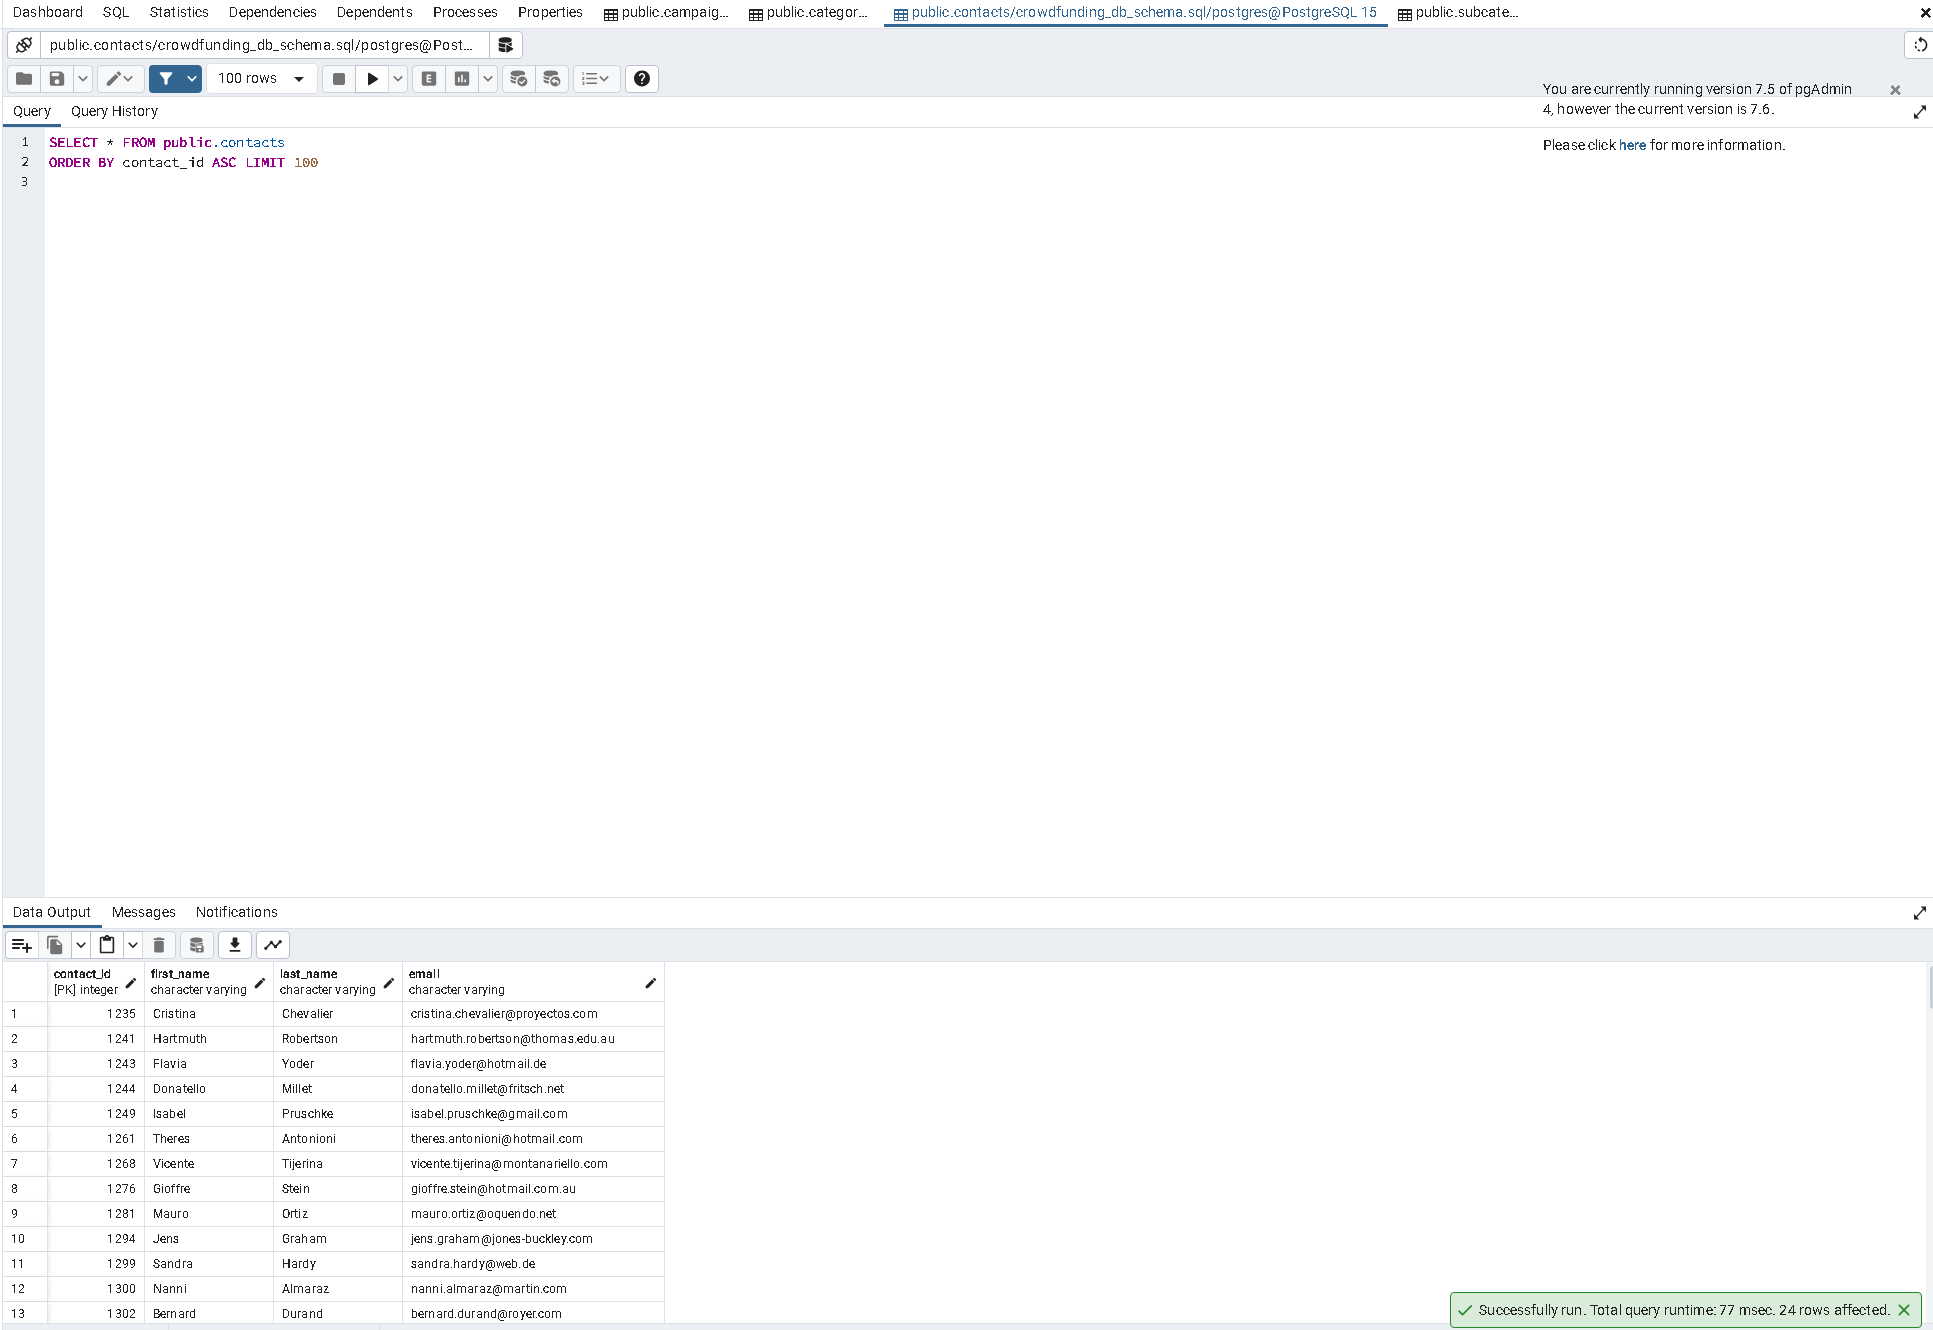 Dashboard SQL Statistics Dependencies Dependents Processes Properties public.campaig... public.categor... public.contacts/crowdfunding_db_schema.sql/postgres@PostgreSQL 15 public.subcate...
public.contacts/crowdfunding_db_schema.sql/postgres@Post...
100 rows
E
You are currently running version 7.5 of pgAdmin
4, however the current version is 7.6.
Please click here for more information.
Query Query History
1 SELECT * FROM public.contacts
2 ORDER BY contact_id ASC LIMIT 100
3
Data Output Messages Notifications
contact_id first_name last_name email
[PK] integer character varying character varying character varying
1 1235 Cristina Chevalier cristina.chevalier@proyectos.com
2 1241 Hartmuth Robertson hartmuth.robertson@thomas.edu.au
3 1243 Flavia Yoder flavia.yoder@hotmail.de
4 1244 Donatello Millet donatello.millet@fritsch.net
5 1249 Isabel Pruschke isabel.pruschke@gmail.com
6 1261 Theres Antonioni theres.antonioni@hotmail.com
7 1268 Vicente Tijerina vicente.tijerina@montanariello.com
8 1276 Gioffre Stein gioffre.stein@hotmail.com.au
9 1281 Mauro Ortiz mauro.ortiz@oquendo.net
10 1294 Jens Graham jens.graham@jones-buckley.com
11 1299 Sandra Hardy sandra.hardy@web.de
12 1300 Nanni Almaraz nanni.almaraz@martin.com
13 1302 Bernard Durand bernard.durand@royer.com
Successfully run. Total query runtime: 77 msec. 24 rows affected.